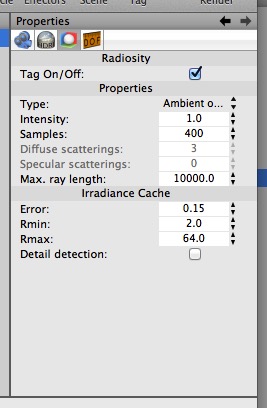 Effectors Scene Tag Render
Properties
HDR DOF
Radiosity
Tag On/Off:
Properties
Type: Ambient o...
Intensity: 1.0
Samples: 400
Diffuse scatterings: 3
Specular scatterings: 0
Max. ray length: 10000.0
Irradiance Cache
Error: 0.15
Rmin: 2.0
Rmax: 64.0
Detail detection: